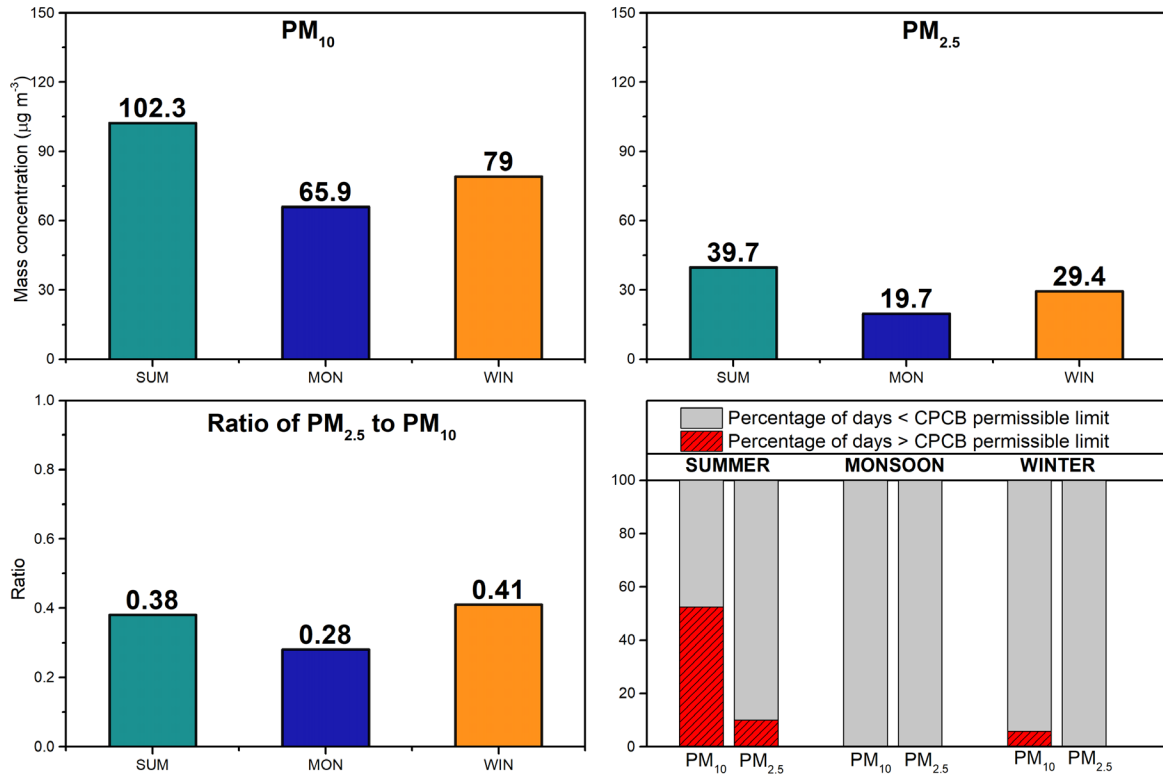 PM10
Mass concentration (μg m-3)
150
120
90
60
30
0
102.3
65.9
79
SUM MON WIN
PM2.5
150
120
90
60
30
0
39.7
19.7
29.4
SUM MON WIN
Ratio of PM2.5 to PM10
Ratio
1.0
0.8
0.6
0.4
0.2
0.0
0.38
0.28
0.41
SUM MON WIN
Percentage of days < CPCB permissible limit
Percentage of days > CPCB permissible limit
SUMMER MONSOON WINTER
100
80
60
40
20
0
PM10 PM2.5 PM10 PM2.5 PM10 PM2.5